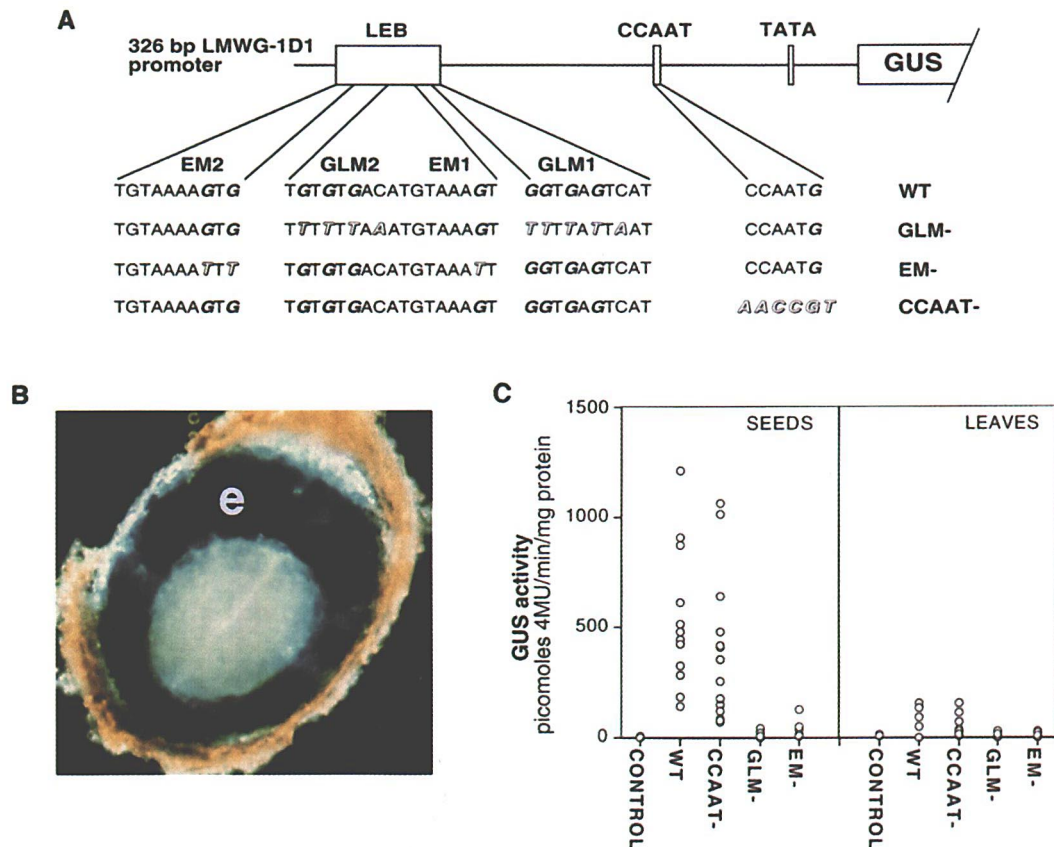 A
326 bp LMWG-1D1
promoter
LEB
CCAAT
TATA
GUS
EM2
GLM2
EM1
GLM1
TGTAAAAGTG TGTGTGACATGTAAAGT GGTGAGTCAT CCAATG WT
TGTAAAAGTG TTTTTTAAATGTAAAGT TTTTATTAAT CCAATG GLM-
TGTAAAATTT TGTGTGACATGTAAATT GGTGAGTCAT CCAATG EM-
TGTAAAAGTG TGTGTGACATGTAAAGT GGTGAGTCAT AACCGT CCAAT-
B
e
C
GUS activity
picomoles 4MU/min/mg protein
1500
1000
500
0
SEEDS
LEAVES
CONTROL
WT
CCAAT-
GLM-
EM-
CONTROL
WT
CCAAT-
GLM-
EM-